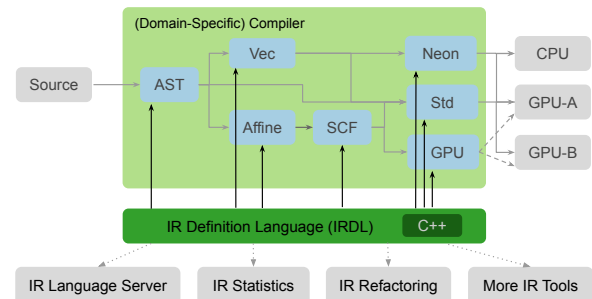 (Domain-Specific) Compiler
Vec
Neon
CPU
Source
AST
Std
GPU-A
Affine
SCF
GPU
GPU-B
IR Definition Language (IRDL)
C++
IR Language Server
IR Statistics
IR Refactoring
More IR Tools